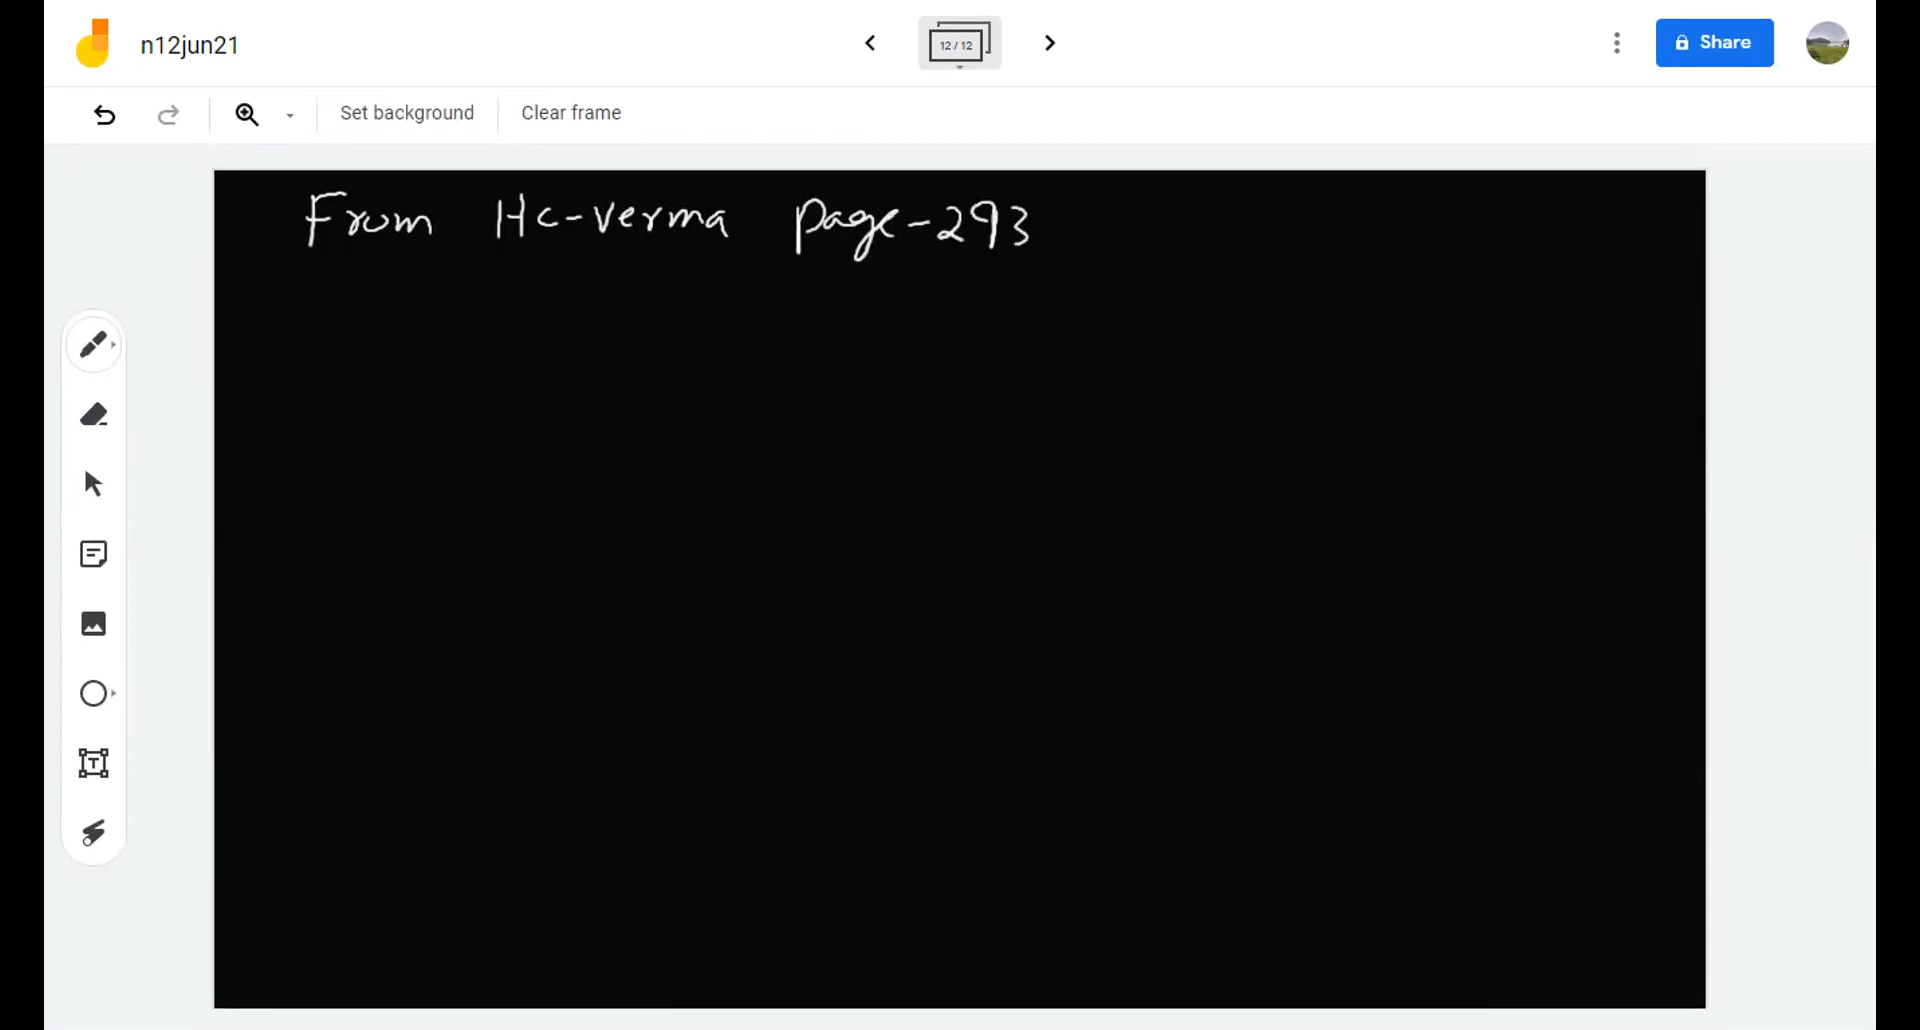 n12jun21
12 / 12
Share
Set background
Clear frame
From Hc-verma page-293